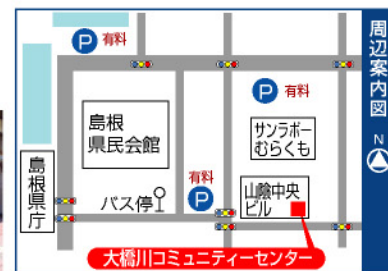 周辺案内図
N
P 有料
P 有料
島根
県民会館
サンラポー
むらくも
島根県庁
有料
P
バス停
山陰中央
ビル
大橋川コミュニティーセンター